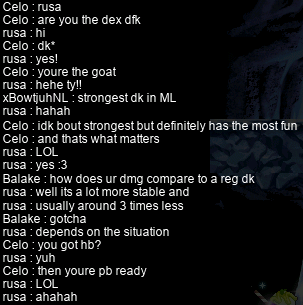 Celo : rusa
Celo : are you the dex dfk
rusa : hi
Celo : dk*
rusa : yes!
Celo : youre the goat
rusa : hehe ty!!
xBowtjuhNL : strongest dk in ML
rusa : hahah
Celo : idk bout strongest but definitely has the most fun
Celo : and thats what matters
rusa : LOL
rusa : yes :3
Balake : how does ur dmg compare to a reg dk
rusa : well its a lot more stable and
rusa : usually around 3 times less
Balake : gotcha
rusa : depends on the situation
Celo : you got hb?
rusa : yuh
Celo : then youre pb ready
rusa : LOL
rusa : ahahah